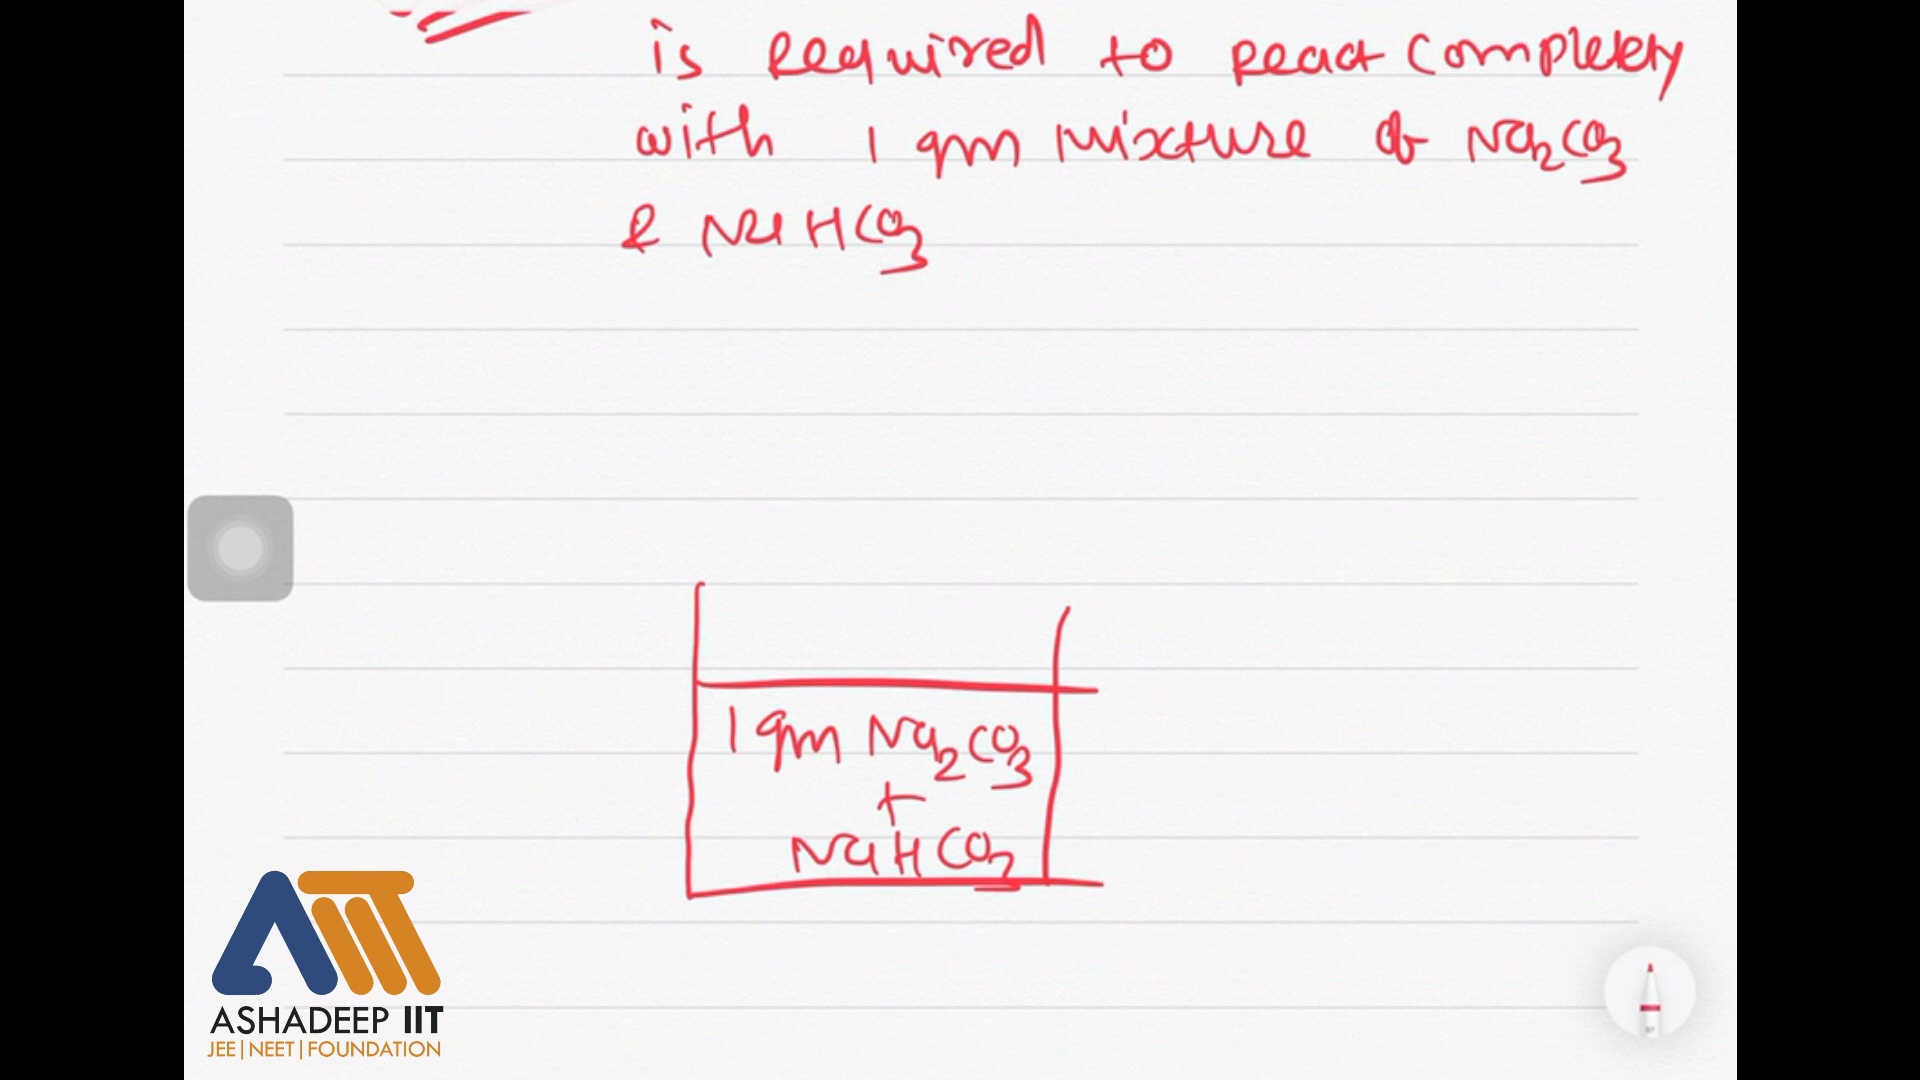 is required to react completely
with 1 gm mixture of Na2CO3
& NaHCO3
1 gm Na2CO3
+
NaHCO3
ASHADEEP IIT
JEE|NEET|FOUNDATION